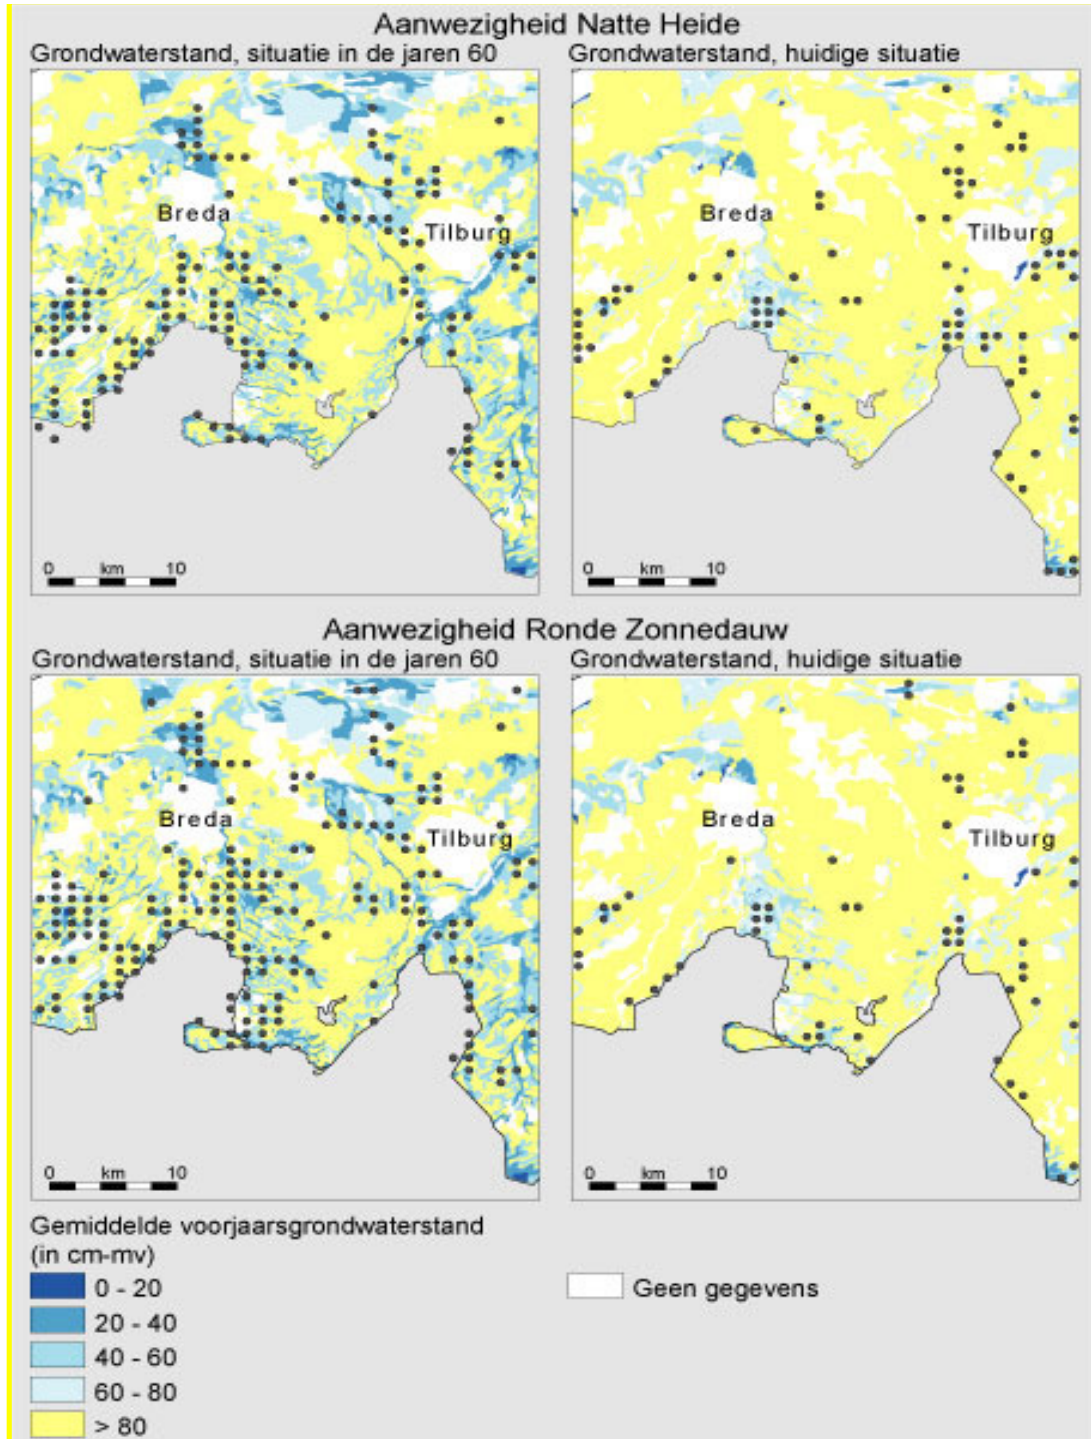 Aanwezigheid Natte Heide
Grondwaterstand, situatie in de jaren 60
Grondwaterstand, huidige situatie
Breda
Tilburg
0 km 10
Breda
Tilburg
0 km 10
Aanwezigheid Ronde Zonnedauw
Grondwaterstand, situatie in de jaren 60
Grondwaterstand, huidige situatie
Breda
Tilburg
0 km 10
Breda
Tilburg
0 km 10
Gemiddelde voorjaarsgrondwaterstand
(in cm-mv)
0 - 20
20 - 40
40 - 60
60 - 80
> 80
Geen gegevens